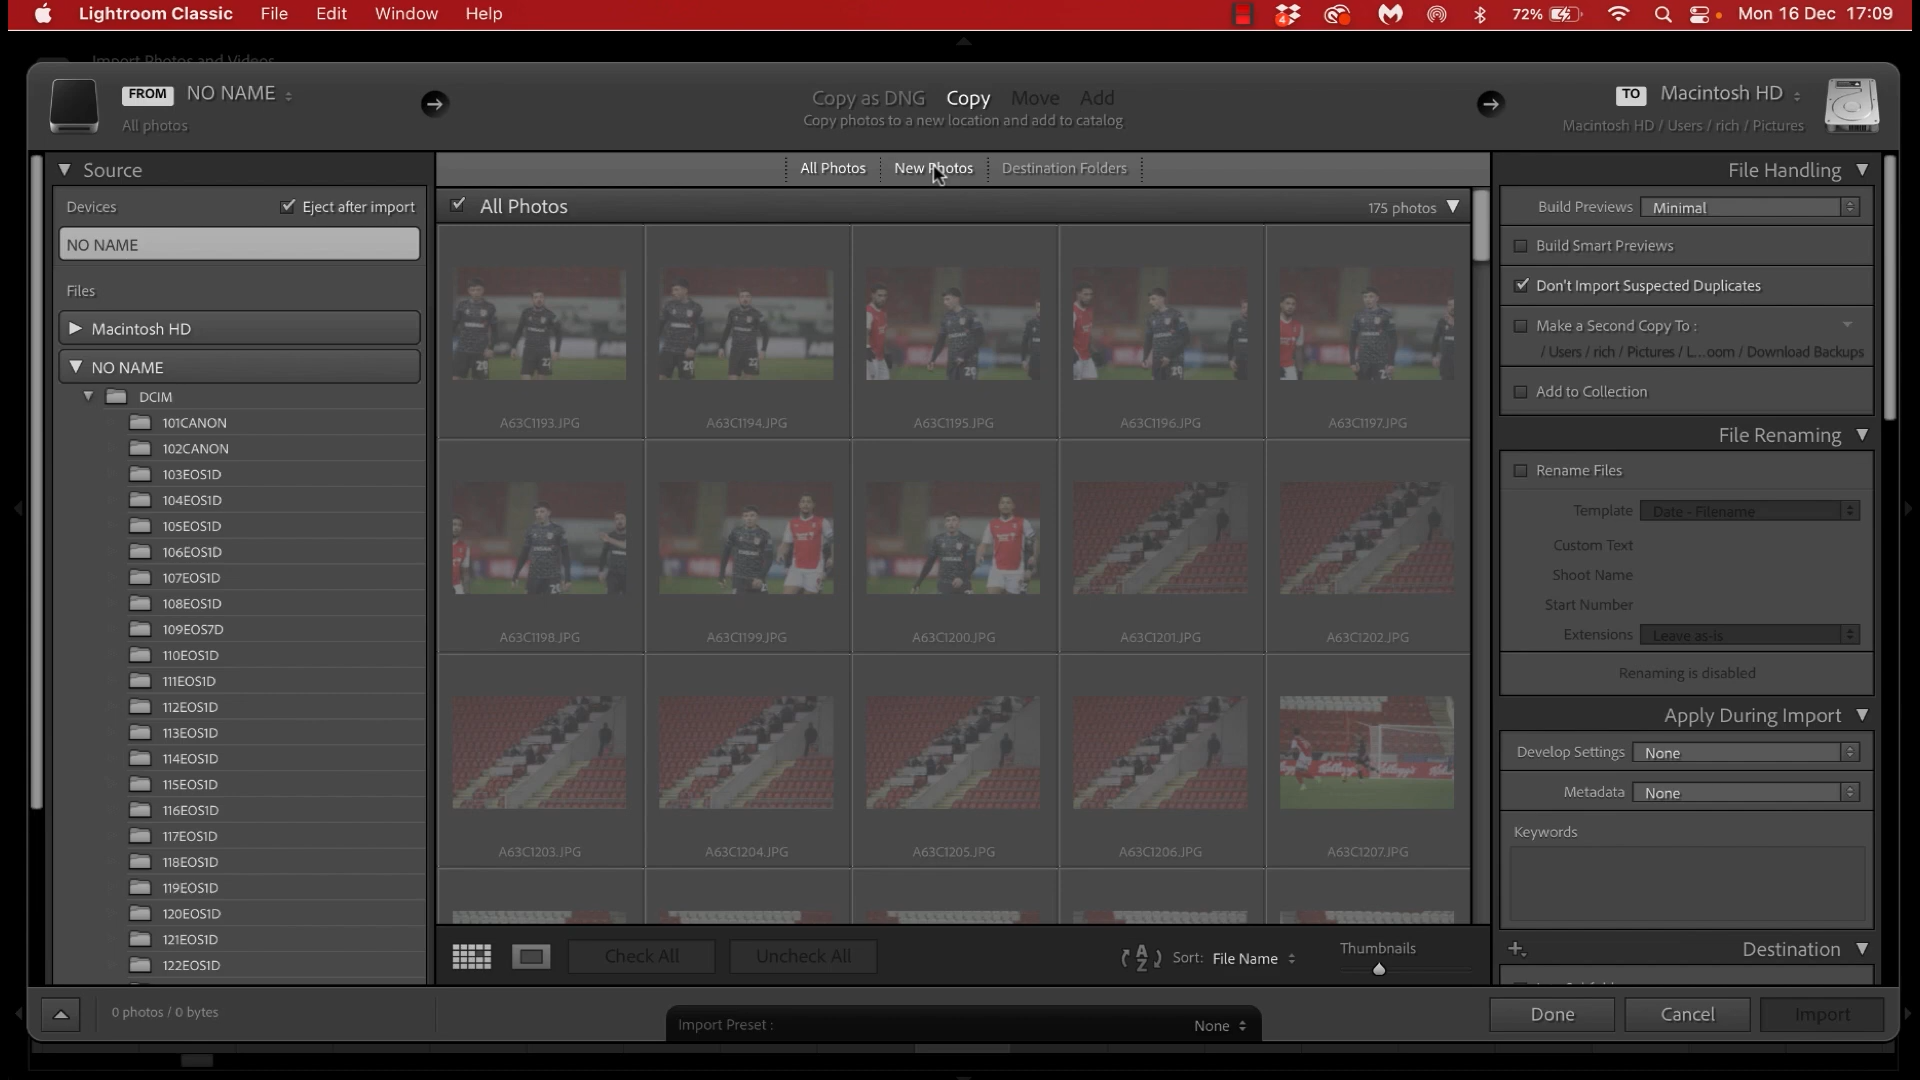 Lightroom Classic File Edit Window Help 4 72% Mon 16 Dec 17:09
Import Photos and Videos
FROM NO NAME
All photos
Copy as DNG Copy Move Add
Copy photos to a new location and add to catalog
TO Macintosh HD
Macintosh HD / Users / rich / Pictures
Source
Devices Eject after import
NO NAME
Files
Macintosh HD
NO NAME
DCIM
101CANON
102CANON
103EOS1D
104EOS1D
105EOS1D
106EOS1D
107EOS1D
108EOS1D
109EOS7D
110EOS1D
111EOS1D
112EOS1D
113EOS1D
114EOS1D
115EOS1D
116EOS1D
117EOS1D
118EOS1D
119EOS1D
120EOS1D
121EOS1D
122EOS1D
All Photos New Photos Destination Folders
All Photos 175 photos
A63C1193.JPG A63C1194.JPG A63C1195.JPG A63C1196.JPG A63C1197.JPG
A63C1198.JPG A63C1199.JPG A63C1200.JPG A63C1201.JPG A63C1202.JPG
A63C1203.JPG A63C1204.JPG A63C1205.JPG A63C1206.JPG A63C1207.JPG
Check All Uncheck All Sort: File Name Thumbnails
File Handling
Build Previews Minimal
Build Smart Previews
Don't Import Suspected Duplicates
Make a Second Copy To :
/ Users / rich / Pictures / L...oom / Download Backups
Add to Collection
File Renaming
Rename Files
Template Date - Filename
Custom Text
Shoot Name
Start Number
Extensions Leave as-is
Renaming is disabled
Apply During Import
Develop Settings None
Metadata None
Keywords
Destination
0 photos / 0 bytes
Import Preset : None
Done Cancel Import